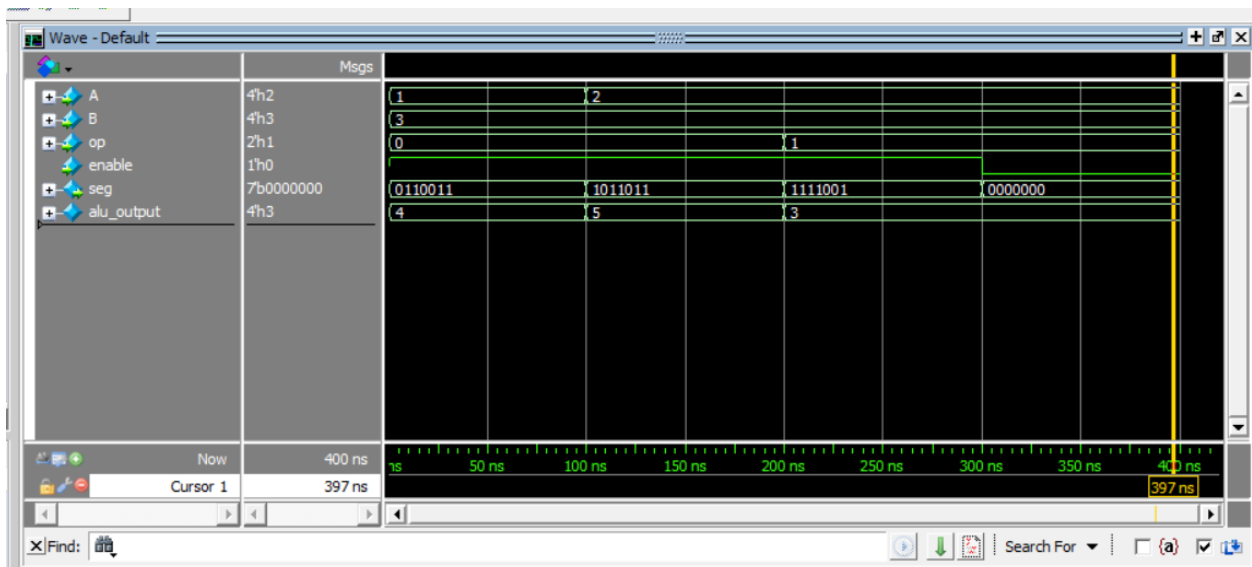 Wave - Default
Msgs
A 4'h2 1 2
B 4'h3 3
op 2'h1 0 1
enable 1'h0
seg 7'b0000000 0110011 1011011 1111001 0000000
alu_output 4'h3 4 5 3
Now 400 ns ns 50 ns 100 ns 150 ns 200 ns 250 ns 300 ns 350 ns 400 ns
Cursor 1 397 ns 397 ns
Find: Search For {a}